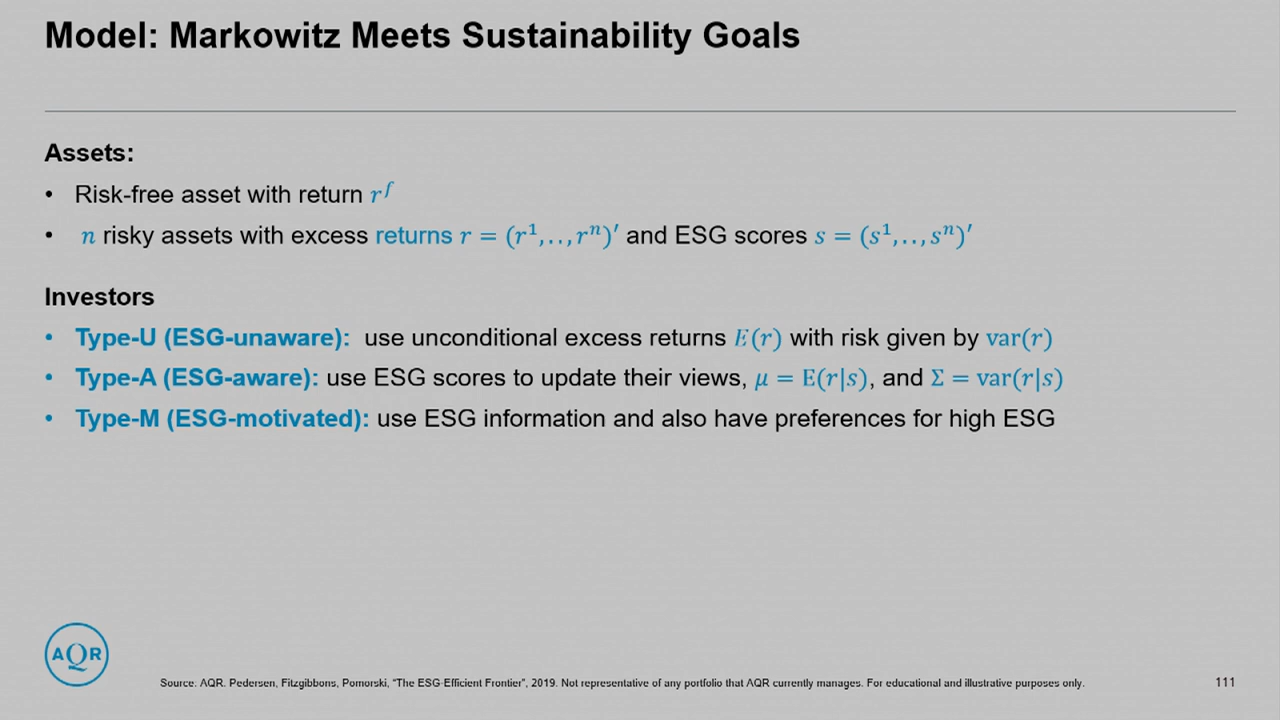 Model: Markowitz Meets Sustainability Goals
Assets:
• Risk-free asset with return r^f
• n risky assets with excess returns r = (r^1,..,r^n)′ and ESG scores s = (s^1,..,s^n)′
Investors
• Type-U (ESG-unaware): use unconditional excess returns E(r) with risk given by var(r)
• Type-A (ESG-aware): use ESG scores to update their views, μ = E(r|s), and Σ = var(r|s)
• Type-M (ESG-motivated): use ESG information and also have preferences for high ESG
AQR
Source: AQR. Pedersen, Fitzgibbons, Pomorski, “The ESG-Efficient Frontier”, 2019. Not representative of any portfolio that AQR currently manages. For educational and illustrative purposes only.
111